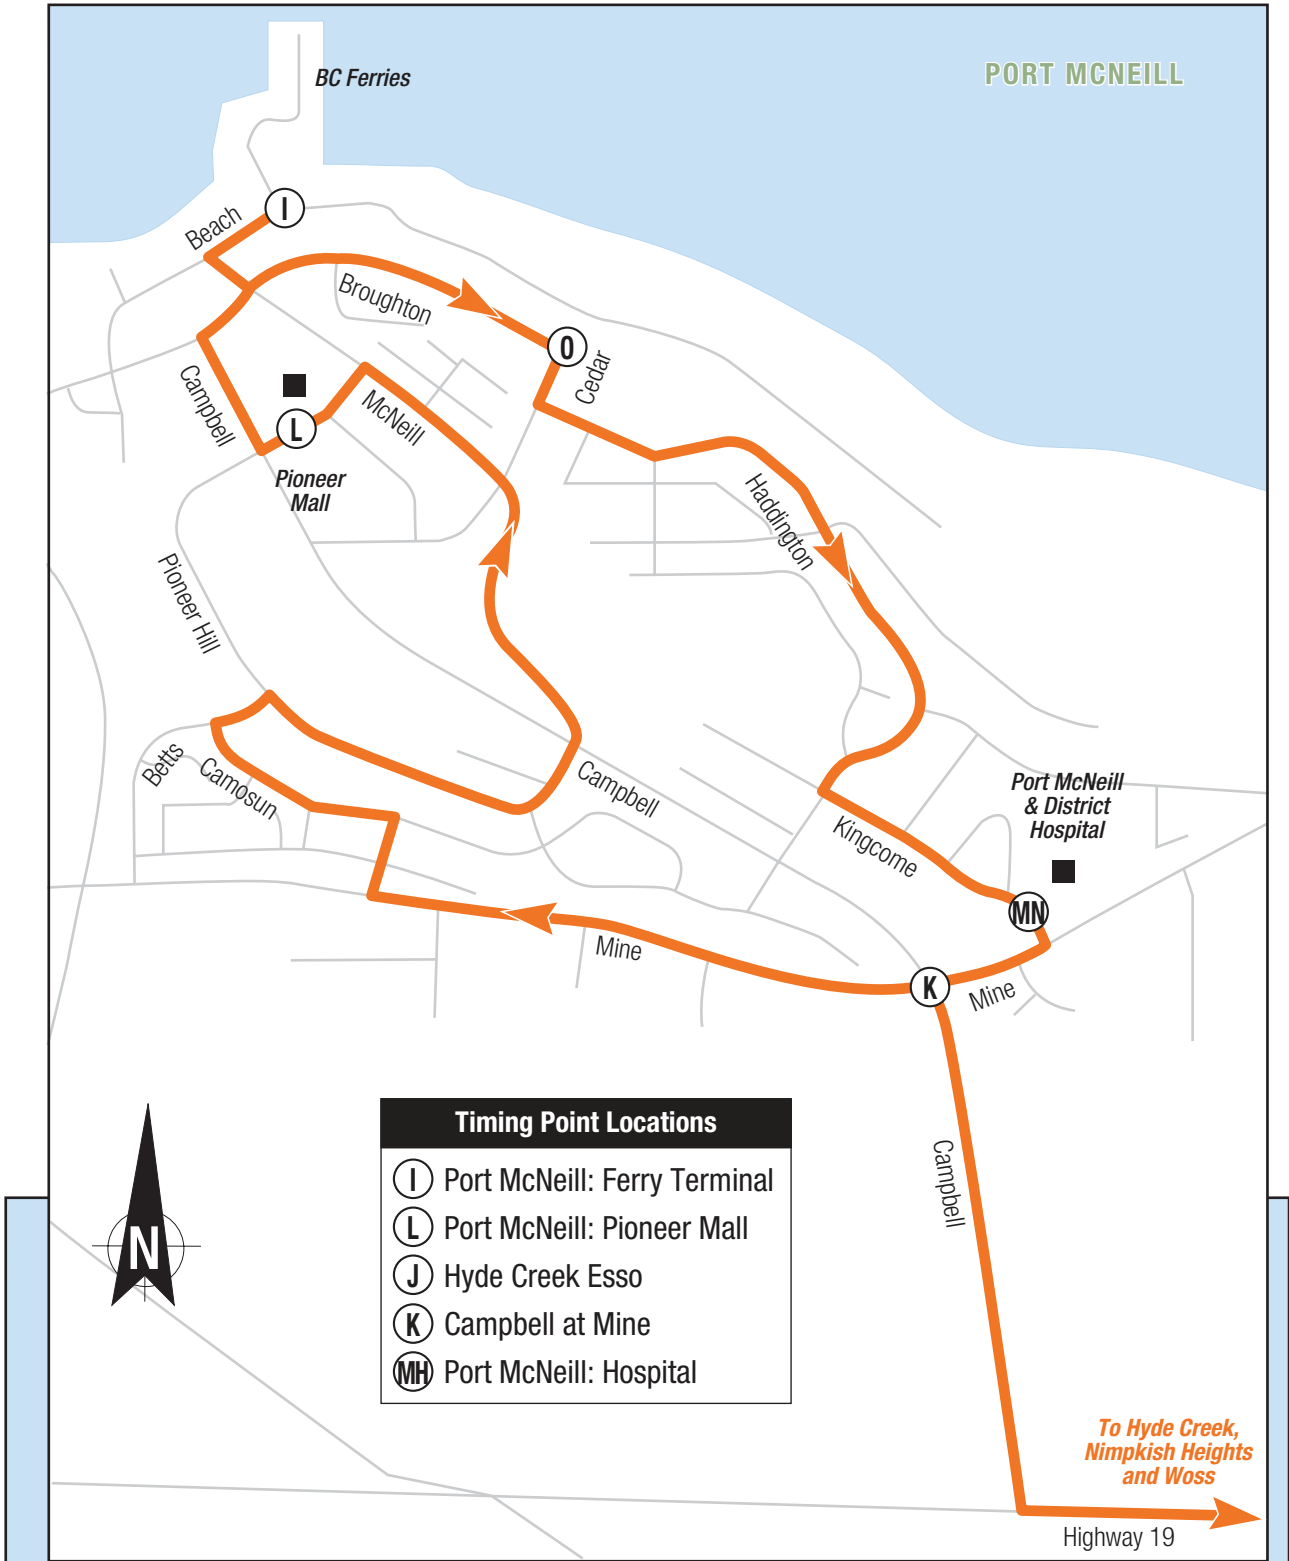 BC Ferries
PORT MCNEILL
I
Beach
Broughton
O
Cedar
Campbell
McNeill
L
Pioneer
Mall
Haddington
Pioneer Hill
Betts
Camosun
Campbell
Port McNeill
& District
Hospital
Kingcome
MN
Mine
K
Mine
Campbell
Timing Point Locations
I Port McNeill: Ferry Terminal
L Port McNeill: Pioneer Mall
J Hyde Creek Esso
K Campbell at Mine
MH Port McNeill: Hospital
N
To Hyde Creek,
Nimpkish Heights
and Woss
Highway 19